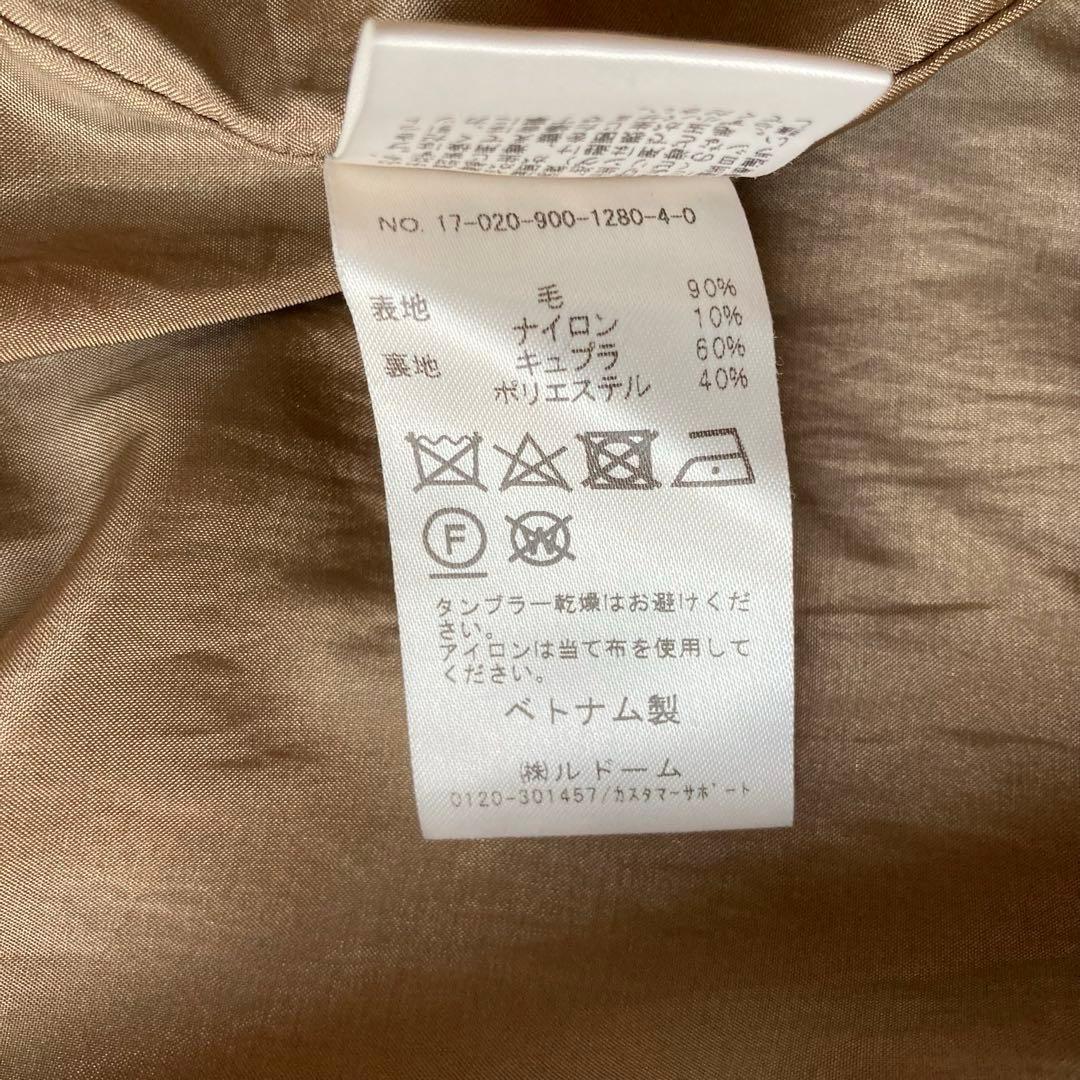 NO. 17-020-900-1280-4-0
表地 毛 90%
ナイロン 10%
裏地 キュプラ 60%
ポリエステル 40%
F
W
タンブラー乾燥はお避けくだ
さい。
アイロンは当て布を使用して
ください。
ベトナム製
㈱ルドーム
0120-301457/ｶｽﾀﾏｰｻﾎﾟｰﾄ